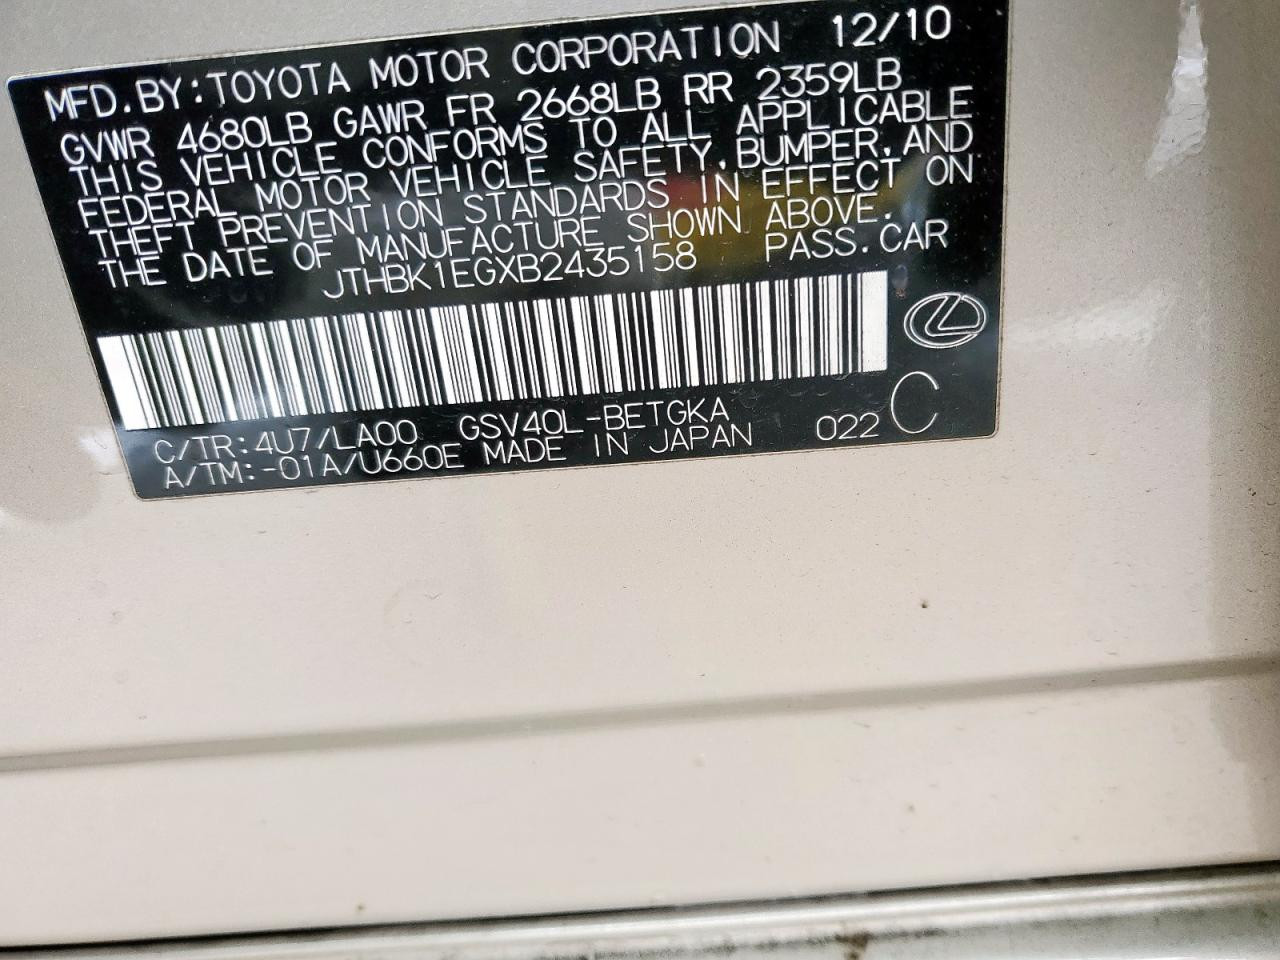 MFD.BY:TOYOTA MOTOR CORPORATION 12/10
GVWR 4680LB GAWR FR 2668LB RR 2359LB
THIS VEHICLE CONFORMS TO ALL APPLICABLE
FEDERAL MOTOR VEHICLE SAFETY,BUMPER,AND
THEFT PREVENTION STANDARDS IN EFFECT ON
THE DATE OF MANUFACTURE SHOWN ABOVE.
JTHBK1EGXB2435158 PASS.CAR
C/TR:4U7/LA00 GSV40L-BETGKA
A/TM:-01A/U660E MADE IN JAPAN 022 C